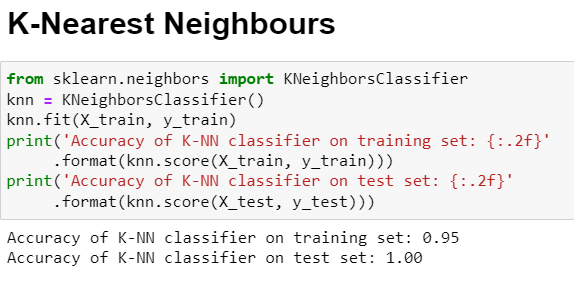 K-Nearest Neighbours
from sklearn.neighbors import KNeighborsClassifier
knn = KNeighborsClassifier()
knn.fit(X_train, y_train)
print('Accuracy of K-NN classifier on training set: {:.2f}'
     .format(knn.score(X_train, y_train)))
print('Accuracy of K-NN classifier on test set: {:.2f}'
     .format(knn.score(X_test, y_test)))
Accuracy of K-NN classifier on training set: 0.95
Accuracy of K-NN classifier on test set: 1.00